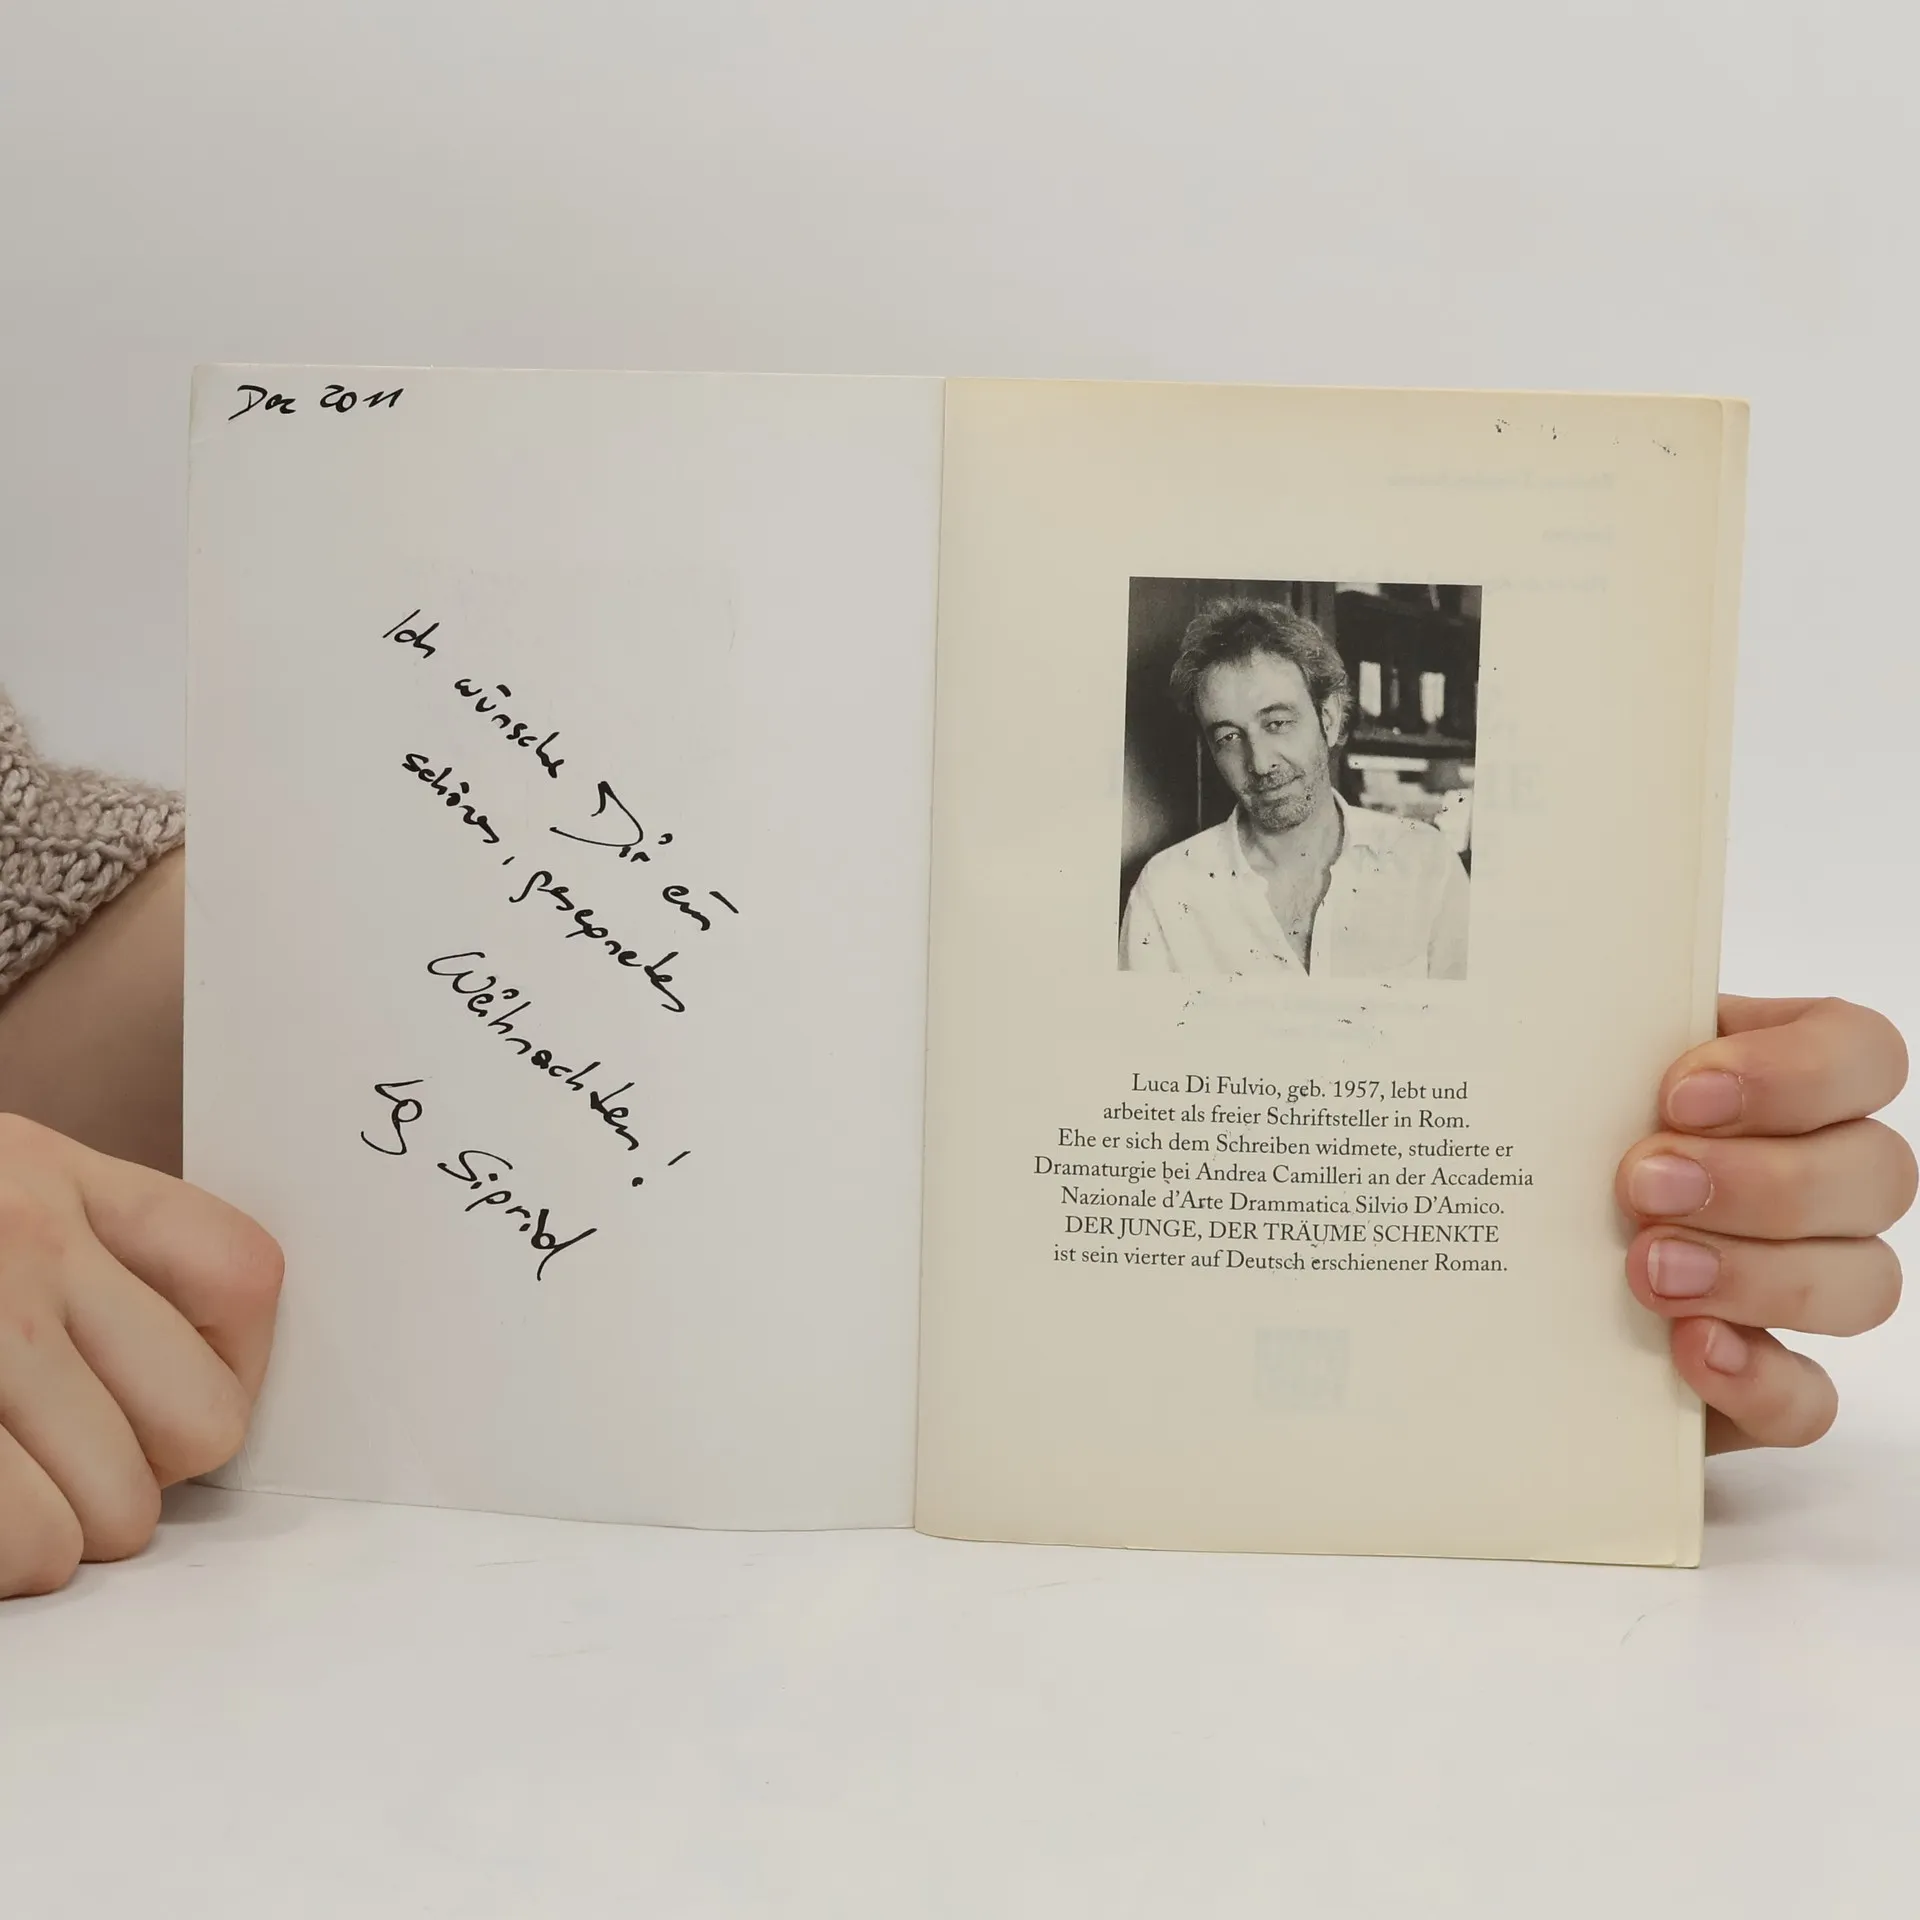 Dez 2011
Ich wünsche Dir ein
schönes, gesegnetes
Weihnachten!
Sigrid
Luca Di Fulvio, geb. 1957, lebt und
arbeitet als freier Schriftsteller in Rom.
Ehe er sich dem Schreiben widmete, studierte er
Dramaturgie bei Andrea Camilleri an der Accademia
Nazionale d'Arte Drammatica Silvio D'Amico.
DER JUNGE, DER TRÄUME SCHENKTE
ist sein vierter auf Deutsch erschienener Roman.